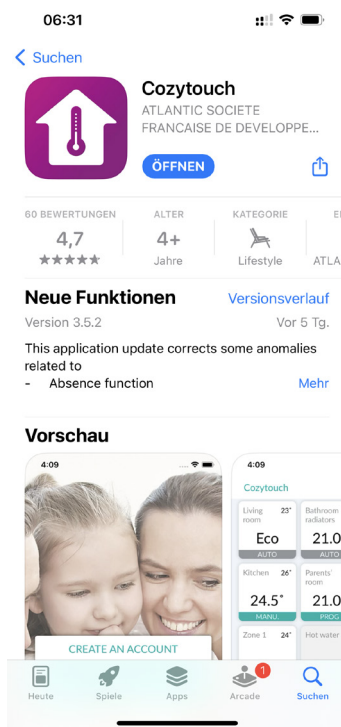 06:31
Suchen
Cozytouch
ATLANTIC SOCIETE
FRANCAISE DE DEVELOPPE...
ÖFFNEN
60 BEWERTUNGEN
ALTER
KATEGORIE
4,7
4+
Jahre
Lifestyle
ATLA
Neue Funktionen
Versionsverlauf
Version 3.5.2
Vor 5 Tg.
This application update corrects some anomalies
related to
- Absence function
Mehr
Vorschau
4:09
CREATE AN ACCOUNT
4:09
Cozytouch
Living room 23°
Eco
AUTO
Bathroom radiators
21.0
AUTO
Kitchen 26°
24.5°
MANU.
Parents' room
21.0
PROG
Zone 1 24°
Hot water
Heute
Spiele
Apps
1
Arcade
Suchen